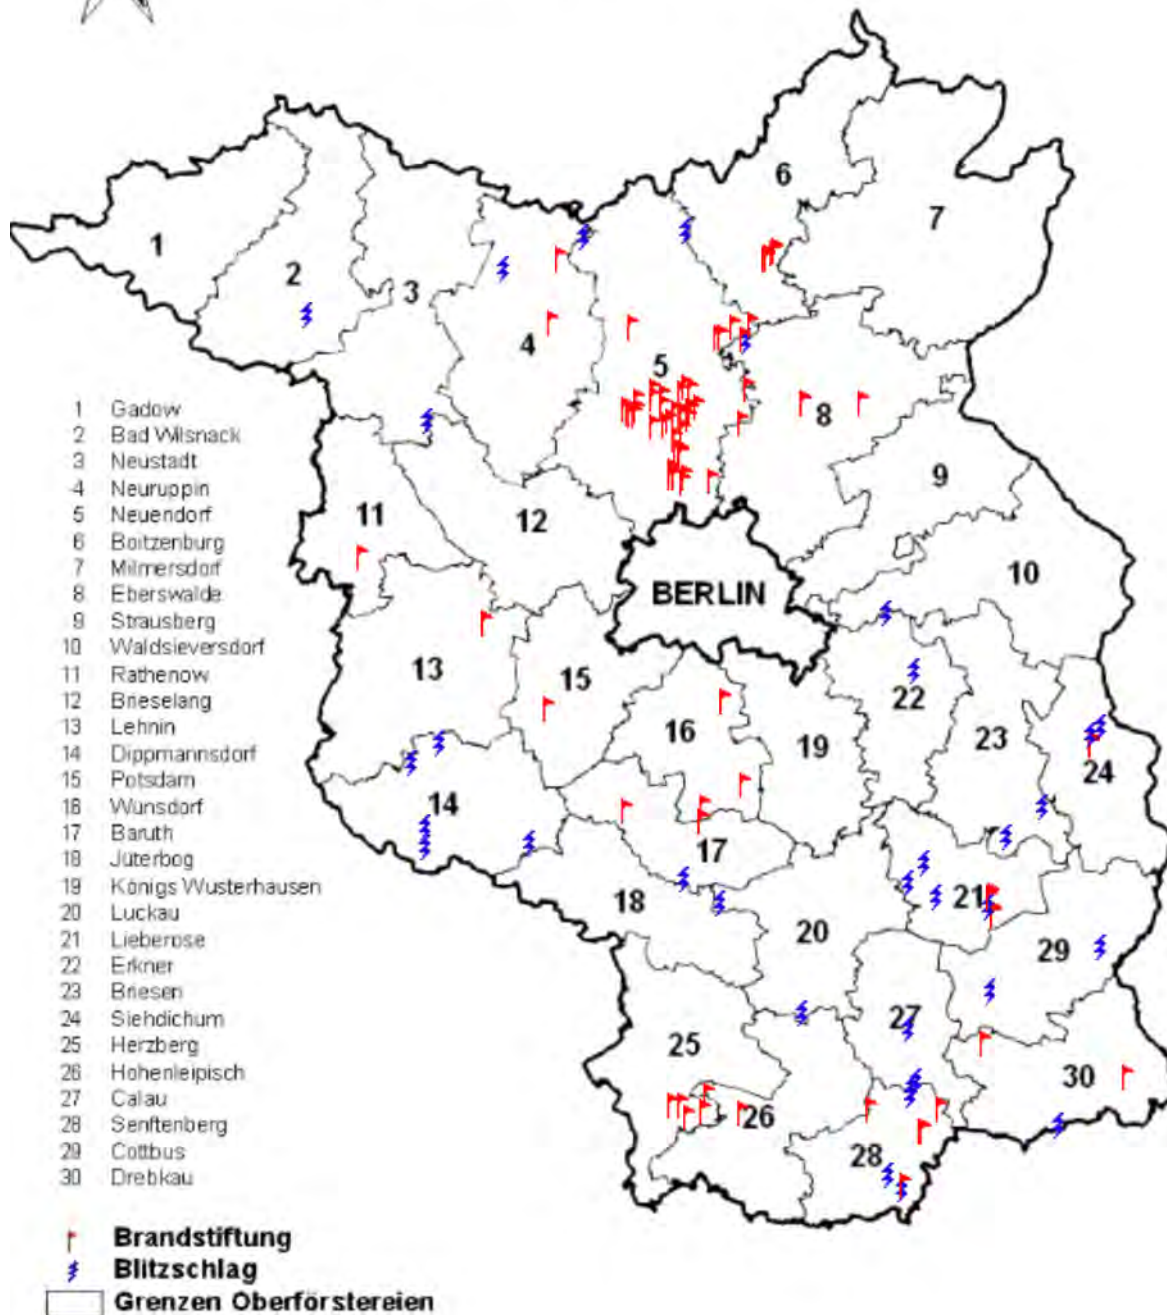 6
7
1
2
3
4
5
8
9
10
11
12
BERLIN
13
15
16
19
22
23
24
14
17
18
20
21
29
25
27
26
28
30
1 Gadow
2 Bad Wilsnack
3 Neustadt
4 Neuruppin
5 Neuendorf
6 Boitzenburg
7 Milmersdorf
8 Eberswalde
9 Strausberg
10 Waldsieversdorf
11 Rathenow
12 Brieselang
13 Lehnin
14 Dippmannsdorf
15 Potsdam
16 Wünsdorf
17 Baruth
18 Jüterbog
19 Königs Wusterhausen
20 Luckau
21 Lieberose
22 Erkner
23 Briesen
24 Siehdichum
25 Herzberg
26 Hohenleipisch
27 Calau
28 Senftenberg
29 Cottbus
30 Drebkau
Brandstiftung
Blitzschlag
Grenzen Oberförstereien